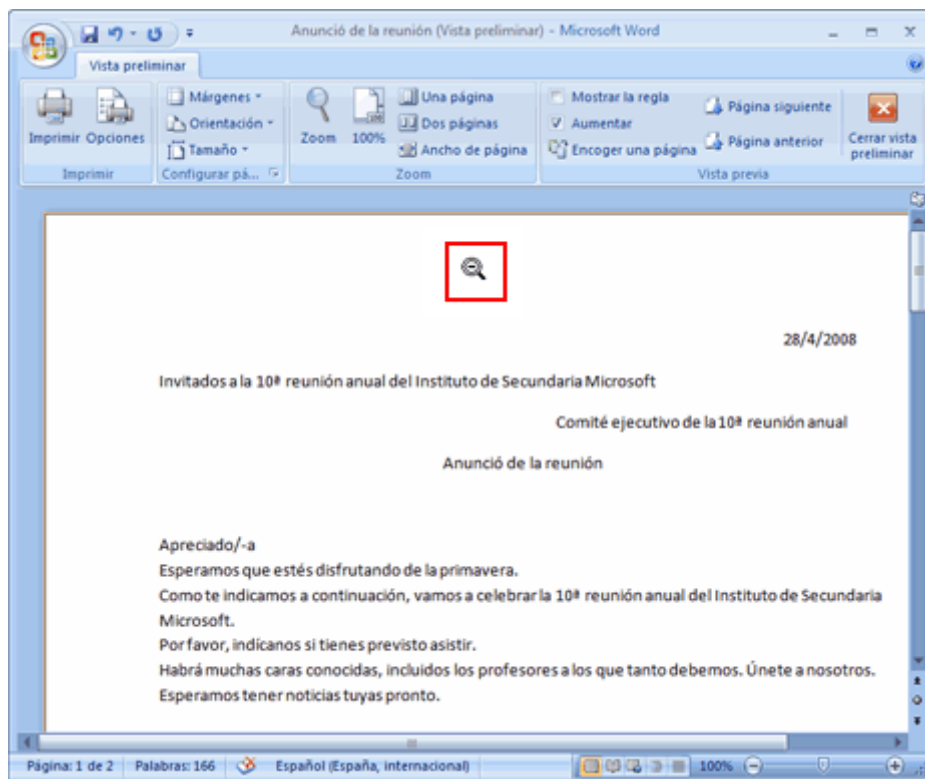 Anunció de la reunión (Vista preliminar) - Microsoft Word
Vista preliminar
Imprimir
Opciones
Imprimir
Márgenes
Orientación
Tamaño
Configurar pá...
Zoom
100%
Una página
Dos páginas
Ancho de página
Zoom
Mostrar la regla
Aumentar
Encoger una página
Página siguiente
Página anterior
Cerrar vista
preliminar
Vista previa
28/4/2008
Invitados a la 10ª reunión anual del Instituto de Secundaria Microsoft
Comité ejecutivo de la 10ª reunión anual
Anunció de la reunión
Apreciado/-a
Esperamos que estés disfrutando de la primavera.
Como te indicamos a continuación, vamos a celebrar la 10ª reunión anual del Instituto de Secundaria
Microsoft.
Por favor, indícanos si tienes previsto asistir.
Habrá muchas caras conocidas, incluidos los profesores a los que tanto debemos. Únete a nosotros.
Esperamos tener noticias tuyas pronto.
Página: 1 de 2 Palabras: 166 Español (España, internacional) 100%